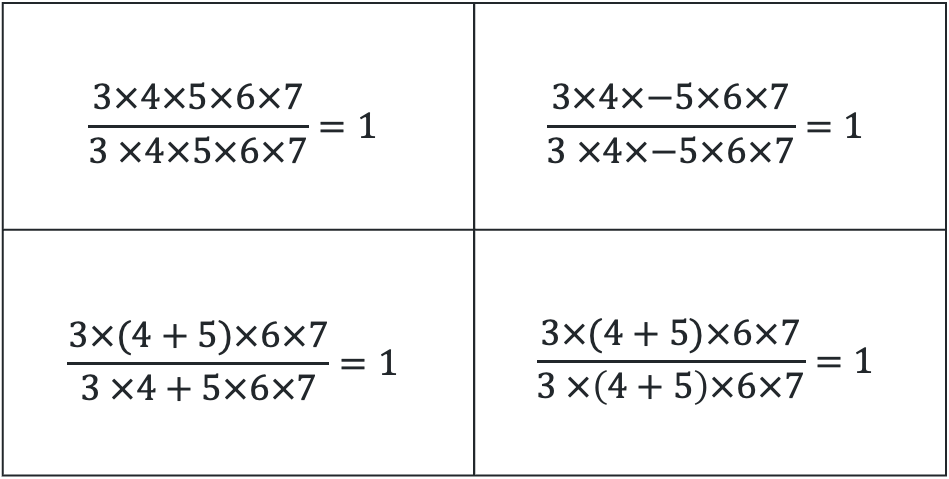 3×4×5×6×7
3 ×4×5×6×7 = 1
3×4×−5×6×7
3 ×4×−5×6×7 = 1
3×(4 + 5)×6×7
3 ×4 + 5×6×7 = 1
3×(4 + 5)×6×7
3 ×(4 + 5)×6×7 = 1